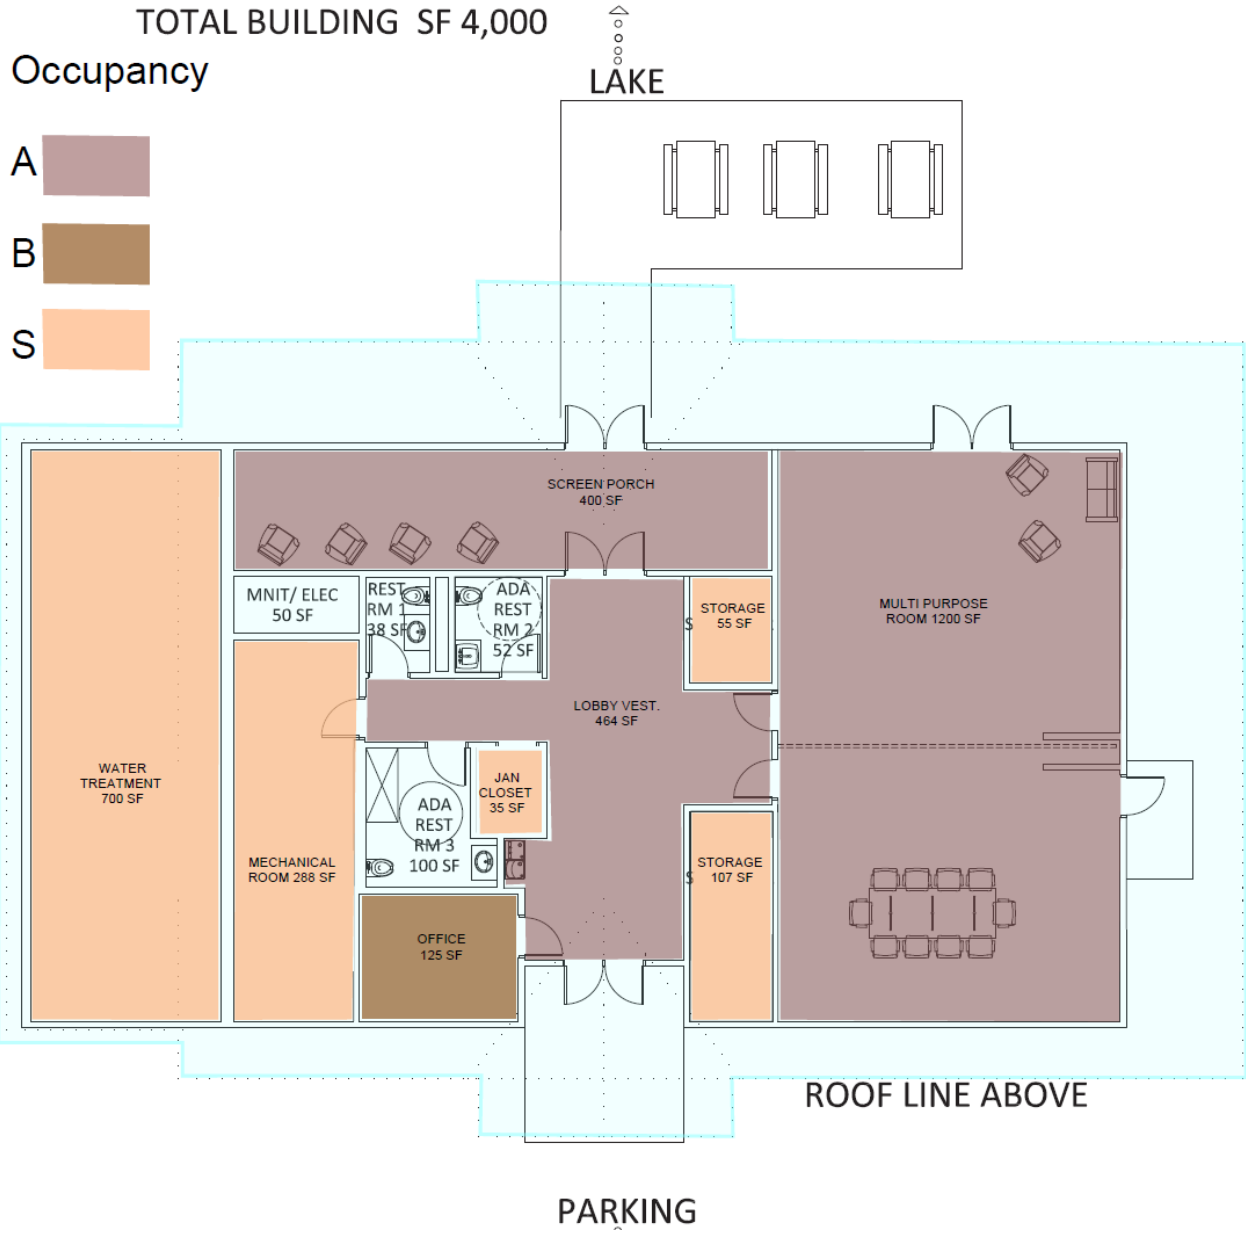 TOTAL BUILDING SF 4,000
Occupancy
A
B
S
LAKE
SCREEN PORCH
400 SF
MNIT/ ELEC
50 SF
REST
RM 1
38 SF
ADA
REST
RM 2
52 SF
STORAGE
55 SF
S
MULTI PURPOSE
ROOM 1200 SF
LOBBY VEST.
464 SF
WATER
TREATMENT
700 SF
JAN
CLOSET
35 SF
ADA
REST
RM 3
100 SF
MECHANICAL
ROOM 288 SF
STORAGE
107 SF
S
OFFICE
125 SF
ROOF LINE ABOVE
PARKING